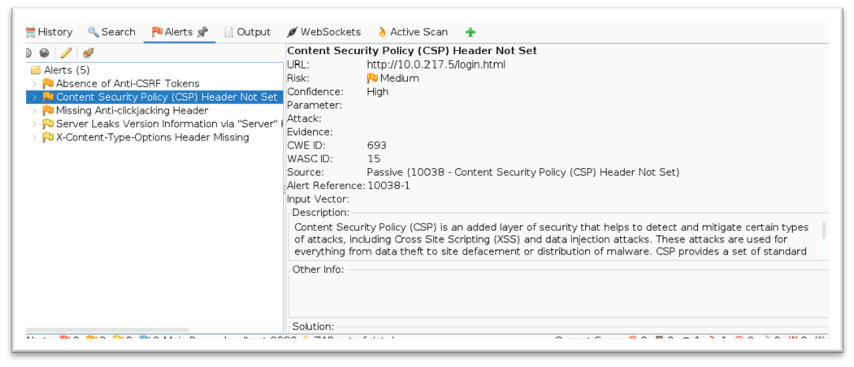 History Search Alerts Output WebSockets Active Scan
Alerts (5)
Absence of Anti-CSRF Tokens
Content Security Policy (CSP) Header Not Set
Missing Anti-clickjacking Header
Server Leaks Version Information via "Server"
X-Content-Type-Options Header Missing
Content Security Policy (CSP) Header Not Set
URL: http://10.0.217.5/login.html
Risk: Medium
Confidence: High
Parameter:
Attack:
Evidence:
CWE ID: 693
WASC ID: 15
Source: Passive (10038 - Content Security Policy (CSP) Header Not Set)
Alert Reference: 10038-1
Input Vector:
Description:
Content Security Policy (CSP) is an added layer of security that helps to detect and mitigate certain types
of attacks, including Cross Site Scripting (XSS) and data injection attacks. These attacks are used for
everything from data theft to site defacement or distribution of malware. CSP provides a set of standard
Other Info:
Solution: